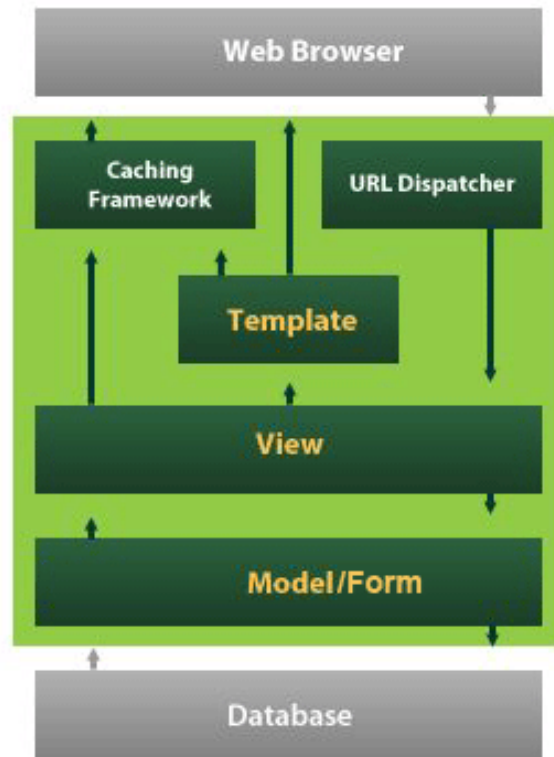 Web Browser
Caching
Framework
URL Dispatcher
Template
View
Model/Form
Database